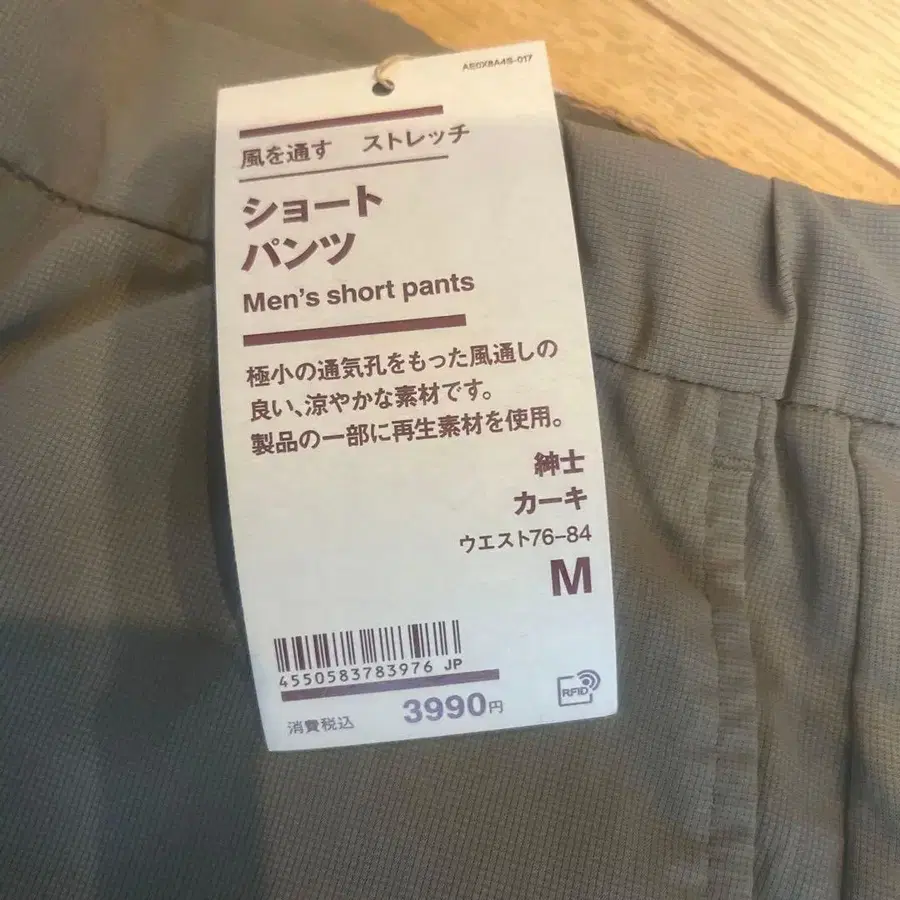 AE0X8A4S-017
風を通す ストレッチ
ショート
パンツ
Men's short pants
極小の通気孔をもった風通しの
良い、涼やかな素材です。
製品の一部に再生素材を使用。
紳士
カーキ
ウエスト76-84
M
4550583783976 JP
消費税込 3990円
RFID